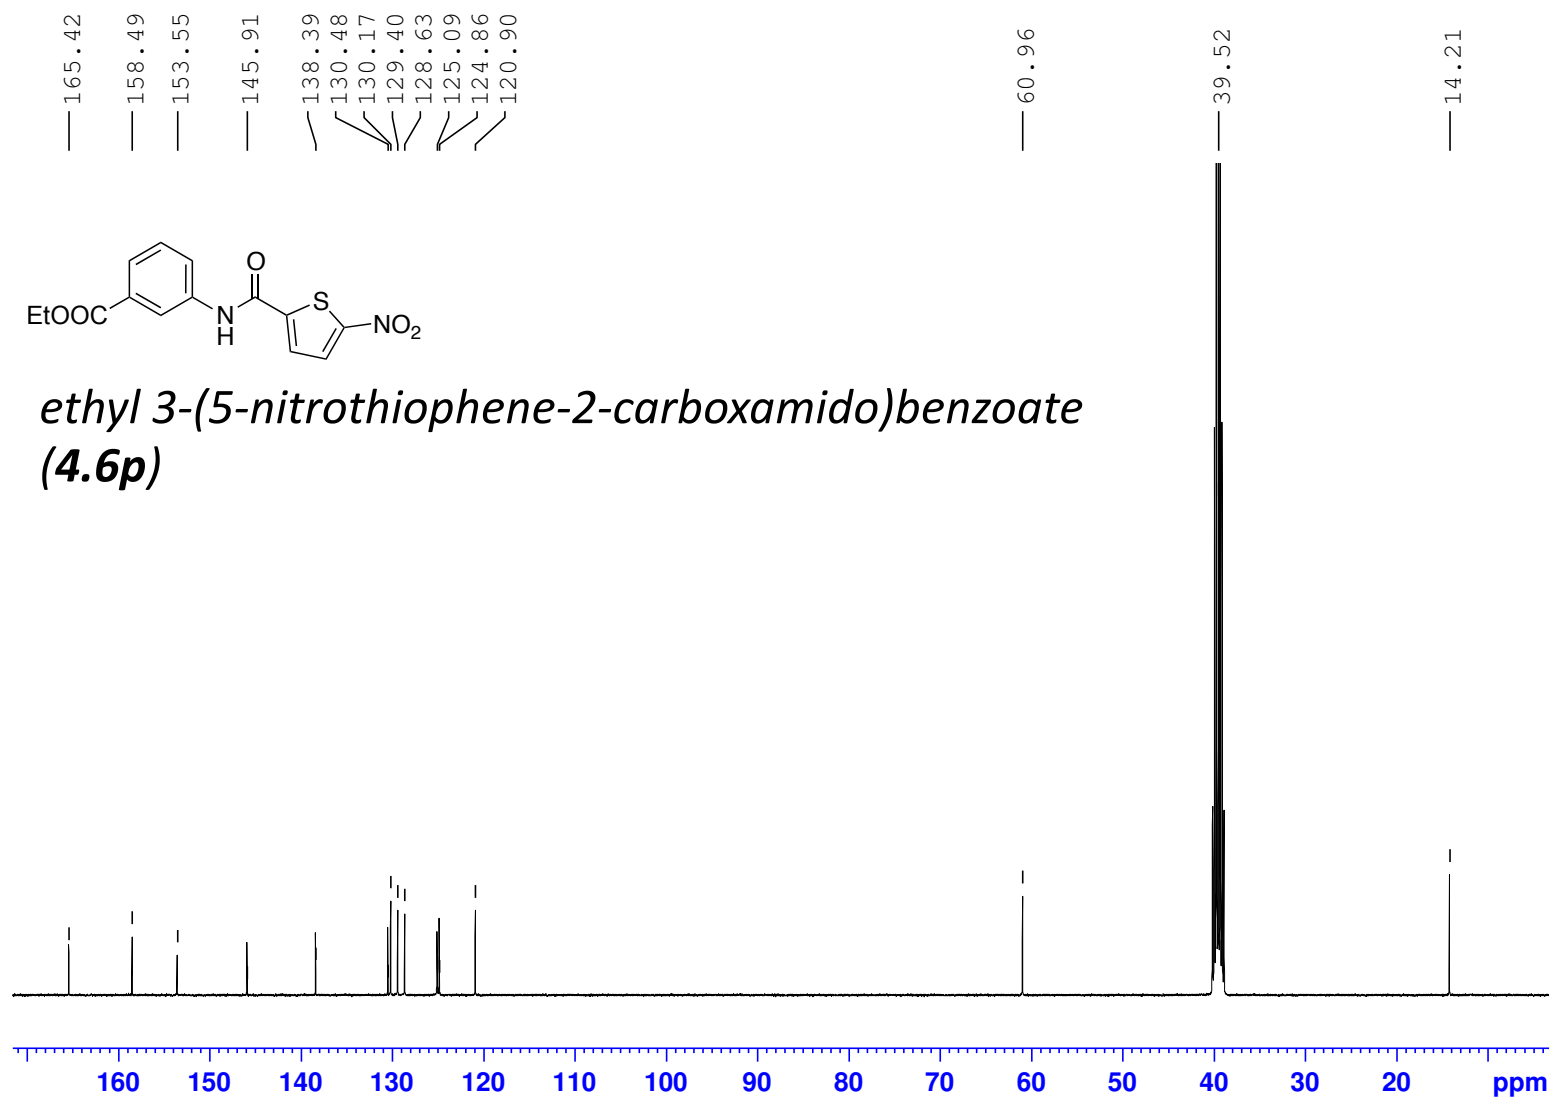 165.42
158.49
153.55
145.91
138.39
130.48
130.17
129.40
128.63
125.09
124.86
120.90
60.96
39.52
14.21
O
S
EtOOC
N
H
NO2
ethyl 3-(5-nitrothiophene-2-carboxamido)benzoate
(4.6p)
160 150 140 130 120 110 100 90 80 70 60 50 40 30 20 ppm